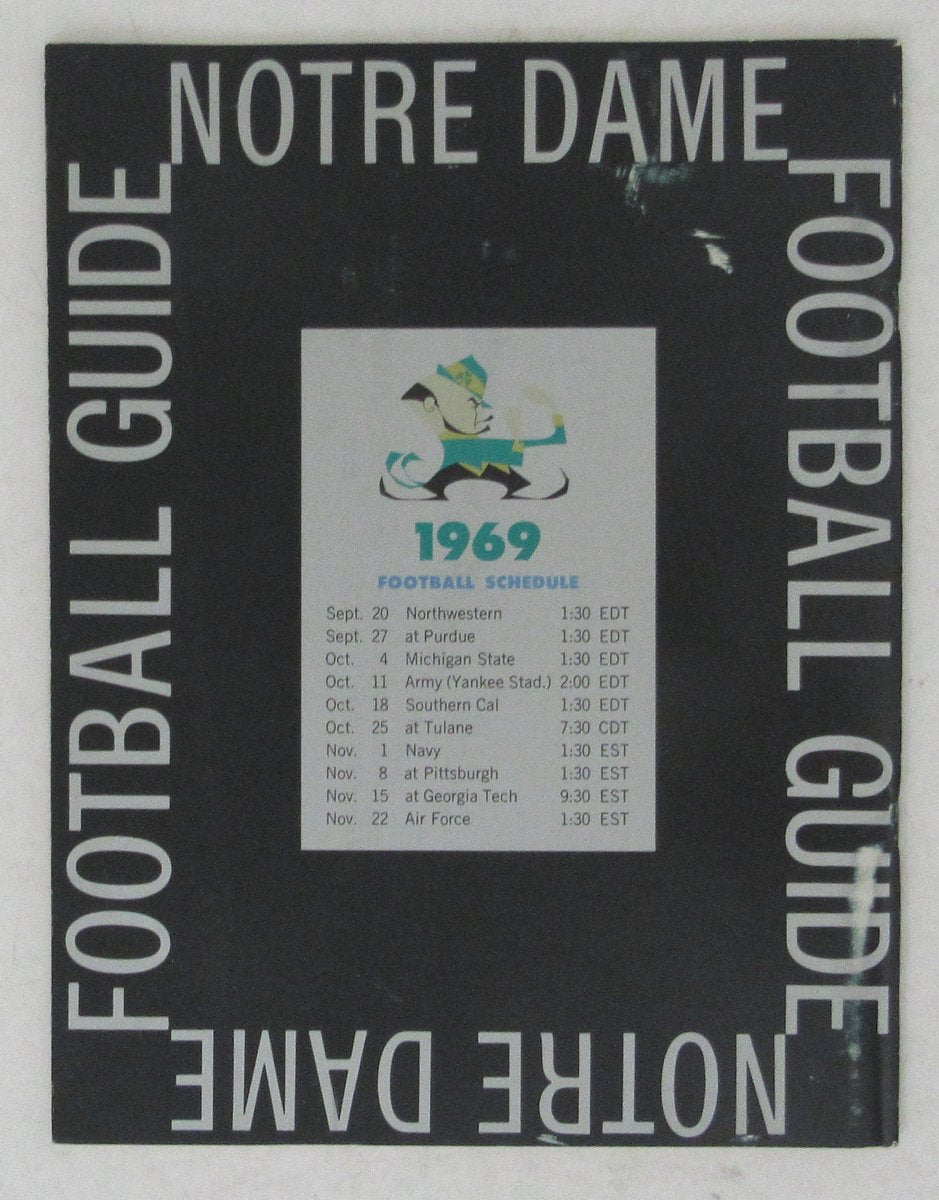 NOTRE DAME
FOOTBALL GUIDE
FOOTBALL GUIDE
1969
FOOTBALL SCHEDULE
Sept. 20 Northwestern 1:30 EDT
Sept. 27 at Purdue 1:30 EDT
Oct. 4 Michigan State 1:30 EDT
Oct. 11 Army (Yankee Stad.) 2:00 EDT
Oct. 18 Southern Cal 1:30 EDT
Oct. 25 at Tulane 7:30 CDT
Nov. 1 Navy 1:30 EST
Nov. 8 at Pittsburgh 1:30 EST
Nov. 15 at Georgia Tech 9:30 EST
Nov. 22 Air Force 1:30 EST
NOTRE DAME